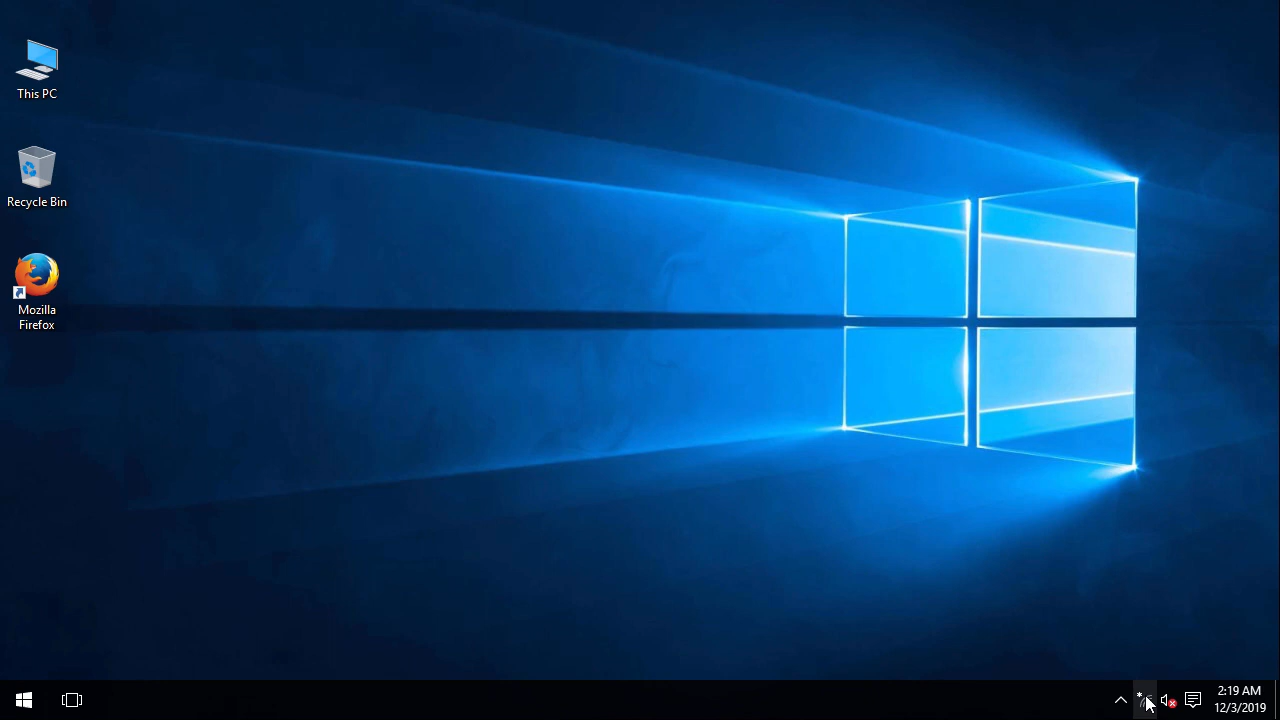 This PC
Recycle Bin
Mozilla
Firefox
2:19 AM
12/3/2019